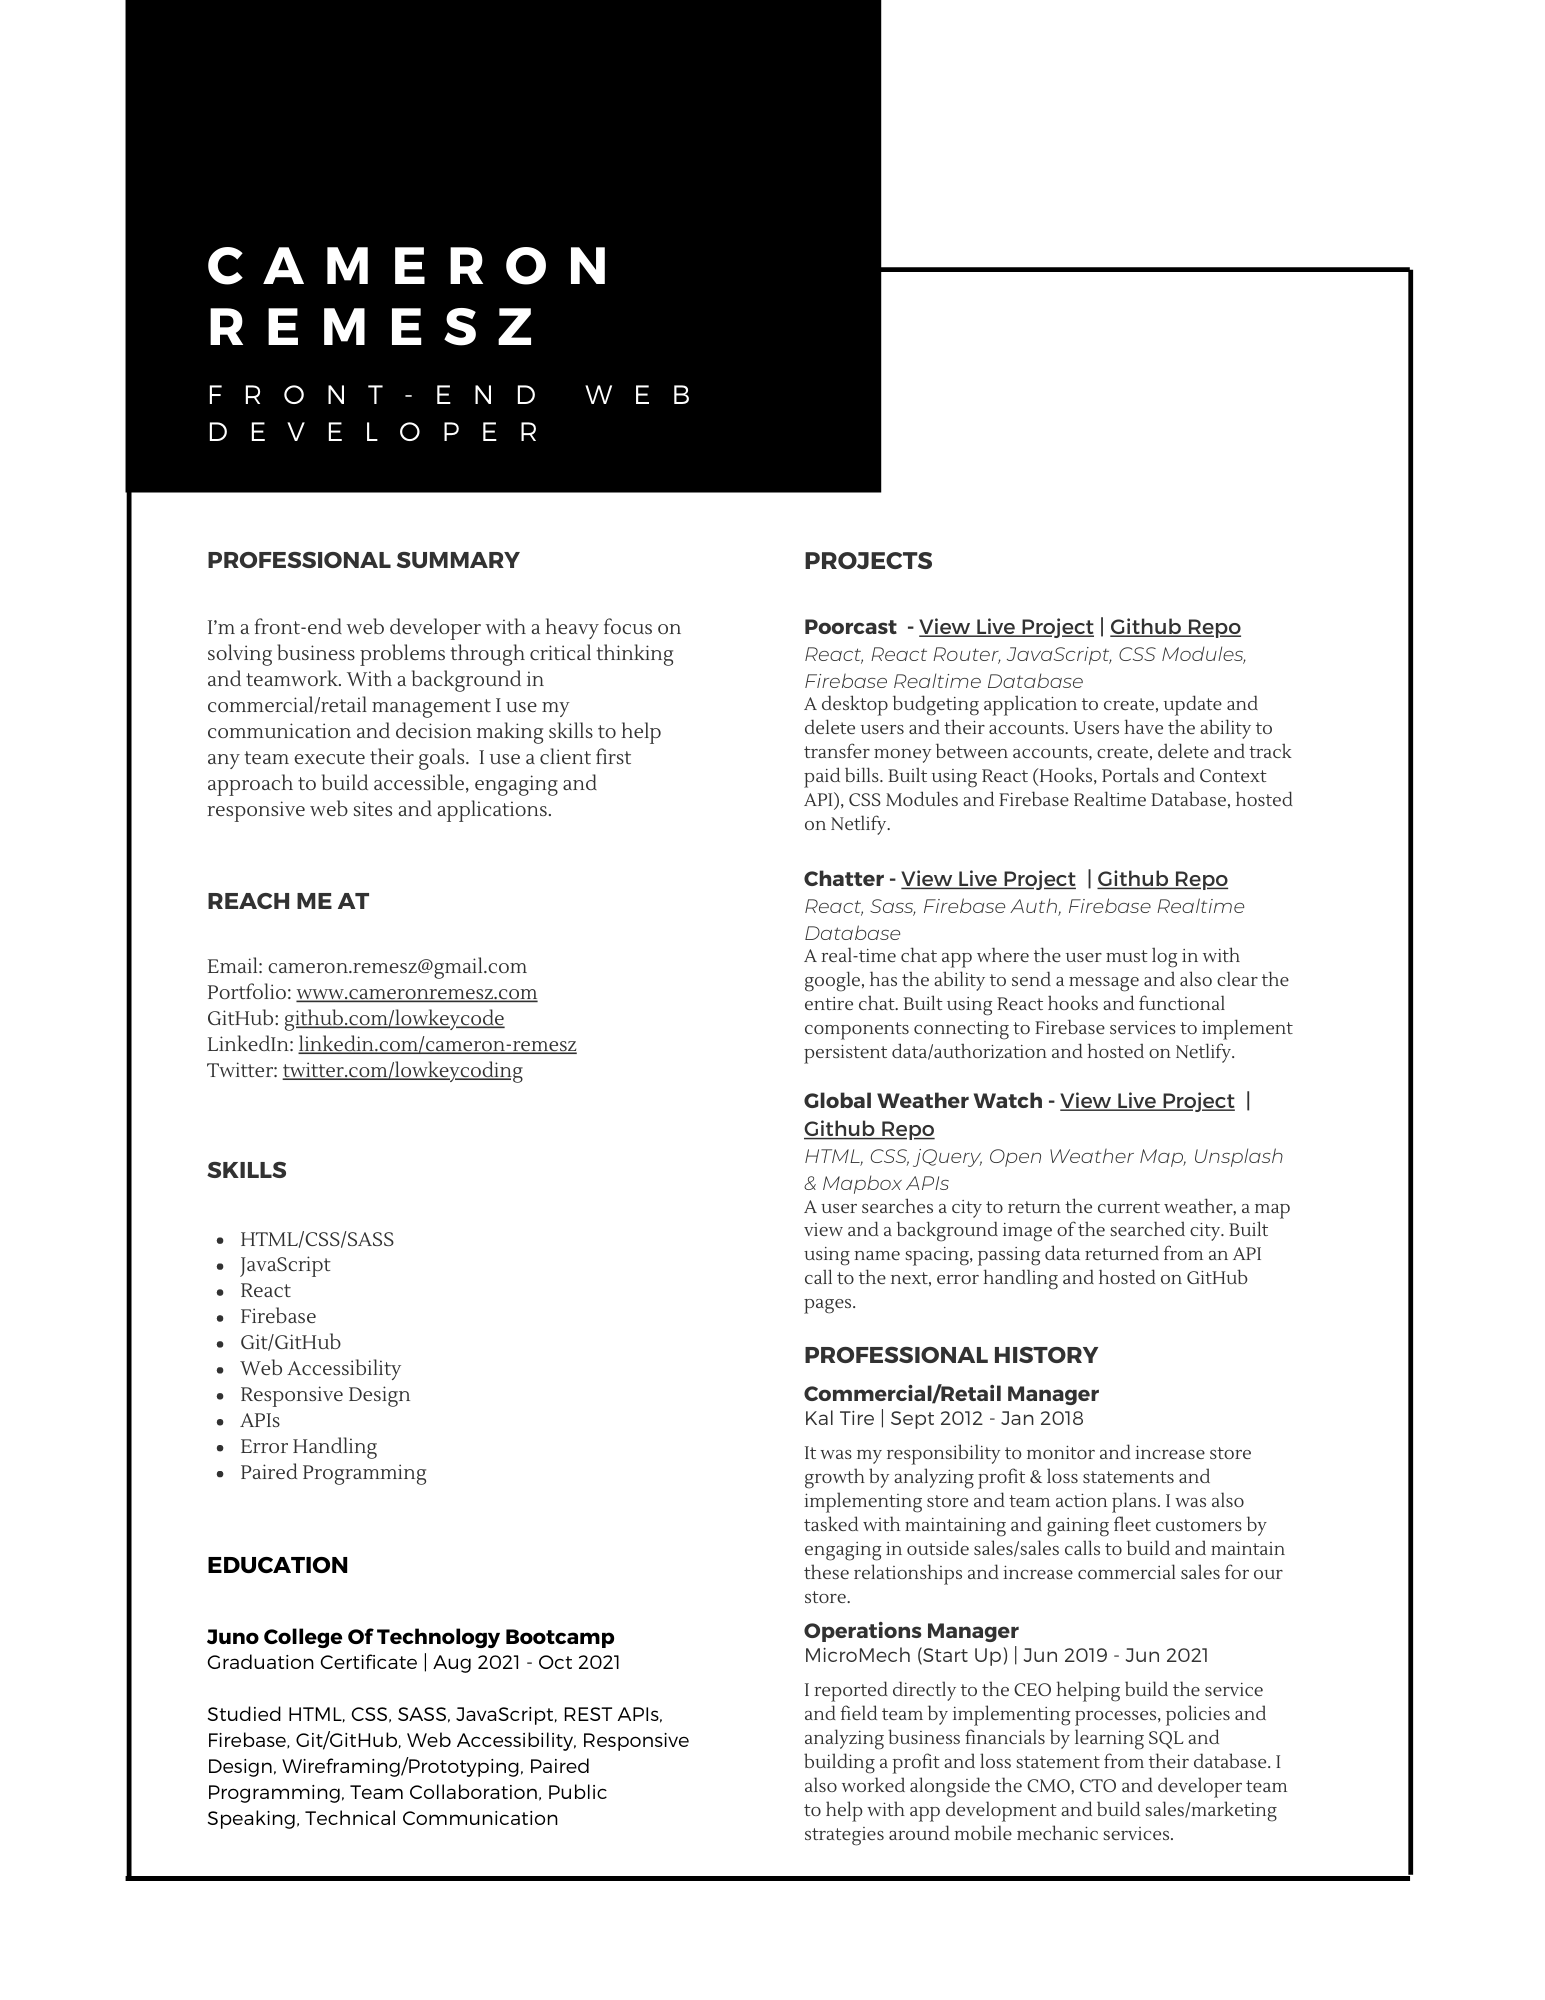 CAMERON
REMESZ
FRONT-END WEB
DEVELOPER
PROFESSIONAL SUMMARY
I’m a front-end web developer with a heavy focus on
solving business problems through critical thinking
and teamwork. With a background in
commercial/retail management I use my
communication and decision making skills to help
any team execute their goals.  I use a client first
approach to build accessible, engaging and
responsive web sites and applications.
REACH ME AT
Email: cameron.remesz@gmail.com
Portfolio: www.cameronremesz.com
GitHub: github.com/lowkeycode
LinkedIn: linkedin.com/cameron-remesz
Twitter: twitter.com/lowkeycoding
SKILLS
• HTML/CSS/SASS
• JavaScript
• React
• Firebase
• Git/GitHub
• Web Accessibility
• Responsive Design
• APIs
• Error Handling
• Paired Programming
EDUCATION
Juno College Of Technology Bootcamp
Graduation Certificate | Aug 2021 - Oct 2021
Studied HTML, CSS, SASS, JavaScript, REST APIs,
Firebase, Git/GitHub, Web Accessibility, Responsive
Design, Wireframing/Prototyping, Paired
Programming, Team Collaboration, Public
Speaking, Technical Communication
PROJECTS
Poorcast  - View Live Project | Github Repo
React, React Router, JavaScript, CSS Modules,
Firebase Realtime Database
A desktop budgeting application to create, update and
delete users and their accounts. Users have the ability to
transfer money between accounts, create, delete and track
paid bills. Built using React (Hooks, Portals and Context
API), CSS Modules and Firebase Realtime Database, hosted
on Netlify.
Chatter - View Live Project  | Github Repo
React, Sass, Firebase Auth, Firebase Realtime
Database
A real-time chat app where the user must log in with
google, has the ability to send a message and also clear the
entire chat. Built using React hooks and functional
components connecting to Firebase services to implement
persistent data/authorization and hosted on Netlify.
Global Weather Watch - View Live Project  |
Github Repo
HTML, CSS, jQuery, Open Weather Map, Unsplash
& Mapbox APIs
A user searches a city to return the current weather, a map
view and a background image of the searched city. Built
using name spacing, passing data returned from an API
call to the next, error handling and hosted on GitHub
pages.
PROFESSIONAL HISTORY
Commercial/Retail Manager
Kal Tire | Sept 2012 - Jan 2018
It was my responsibility to monitor and increase store
growth by analyzing profit & loss statements and
implementing store and team action plans. I was also
tasked with maintaining and gaining fleet customers by
engaging in outside sales/sales calls to build and maintain
these relationships and increase commercial sales for our
store.
Operations Manager
MicroMech (Start Up) | Jun 2019 - Jun 2021
I reported directly to the CEO helping build the service
and field team by implementing processes, policies and
analyzing business financials by learning SQL and
building a profit and loss statement from their database. I
also worked alongside the CMO, CTO and developer team
to help with app development and build sales/marketing
strategies around mobile mechanic services.